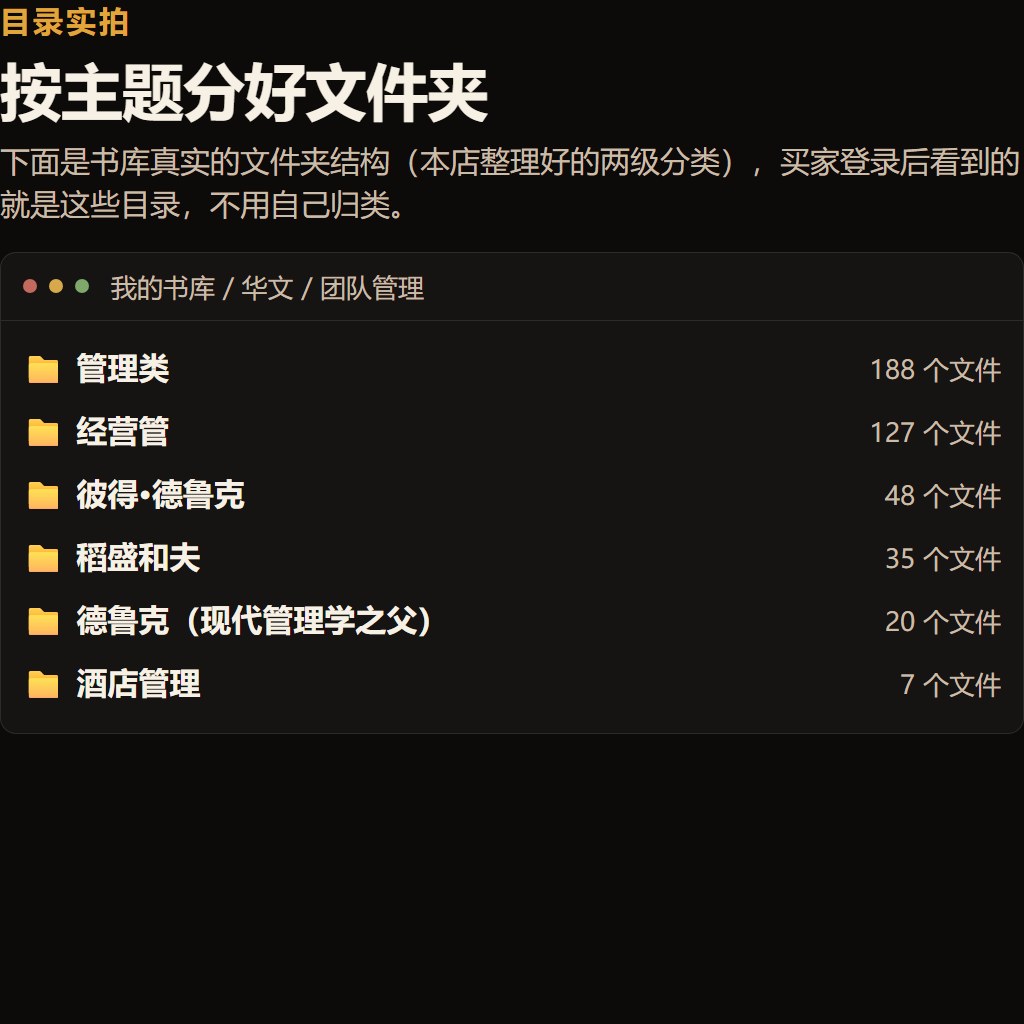 目录实拍
按主题分好文件夹
下面是书库真实的文件夹结构（本店整理好的两级分类），买家登录后看到的
就是这些目录，不用自己归类。
我的书库 / 华文 / 团队管理
管理类 188 个文件
经营管 127 个文件
彼得·德鲁克 48 个文件
稻盛和夫 35 个文件
德鲁克（现代管理学之父） 20 个文件
酒店管理 7 个文件